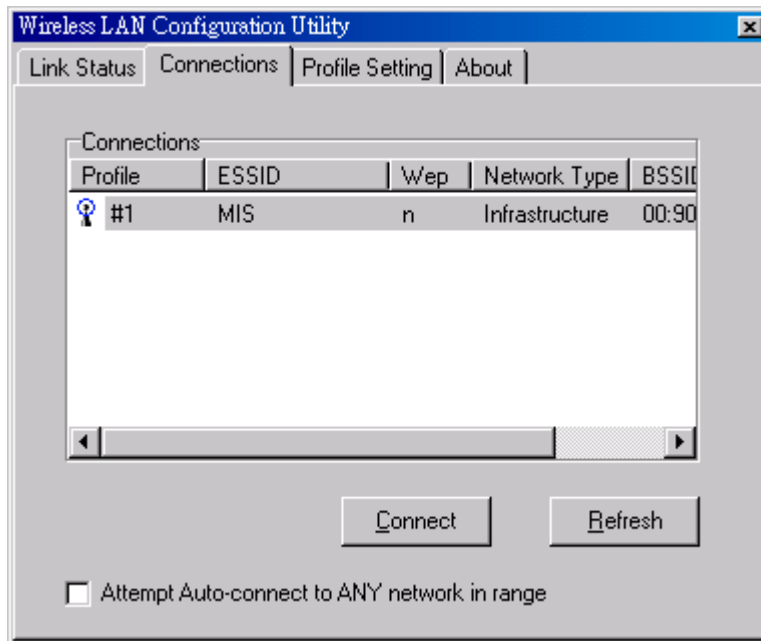 Wireless LAN Configuration Utility
Link Status Connections Profile Setting About
Connections
Profile ESSID Wep Network Type BSSID
#1 MIS n Infrastructure 00:90
Connect Refresh
Attempt Auto-connect to ANY network in range